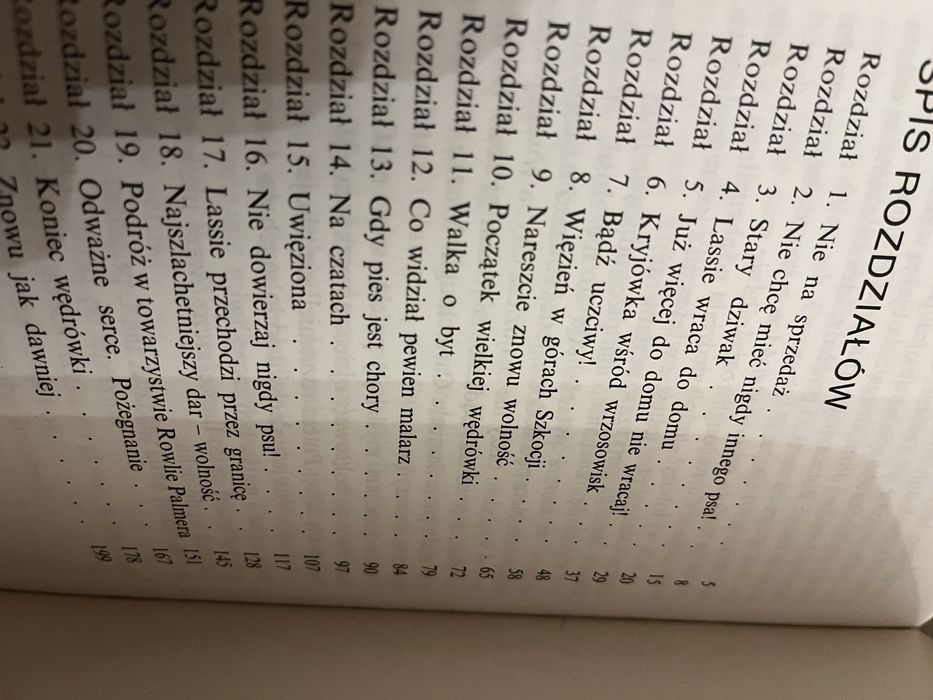 SPIS ROZDZIAŁÓW
Rozdział 1. Nie na sprzedaż . . . . . 5
Rozdział 2. Nie chcę mieć nigdy innego psa! . 8
Rozdział 3. Stary dziwak . . . . . . 15
Rozdział 4. Lassie wraca do domu . . . . 20
Rozdział 5. Już więcej do domu nie wracaj! . . 29
Rozdział 6. Kryjówka wśród wrzosowisk . . 37
Rozdział 7. Bądź uczciwy! . . . . . . 48
Rozdział 8. Więzień w górach Szkocji . . . 58
Rozdział 9. Nareszcie znowu wolność . . . . 65
Rozdział 10. Początek wielkiej wędrówki . . . 72
Rozdział 11. Walka o byt . . . . . . 79
Rozdział 12. Co widział pewien malarz . . . 84
Rozdział 13. Gdy pies jest chory . . . . 90
Rozdział 14. Na czatach . . . . . . . 97
Rozdział 15. Uwięziona . . . . . . . 107
Rozdział 16. Nie dowierzaj nigdy psu! . . . 117
Rozdział 17. Lassie przechodzi przez granicę . . 128
Rozdział 18. Najszlachetniejszy dar – wolność . . 145
Rozdział 19. Podróż w towarzystwie Rowlie Palmera 151
Rozdział 20. Odważne serce. Pożegnanie . . . 167
Rozdział 21. Koniec wędrówki . . . . . . 178
22. Znowu jak dawniej . . . . . 199